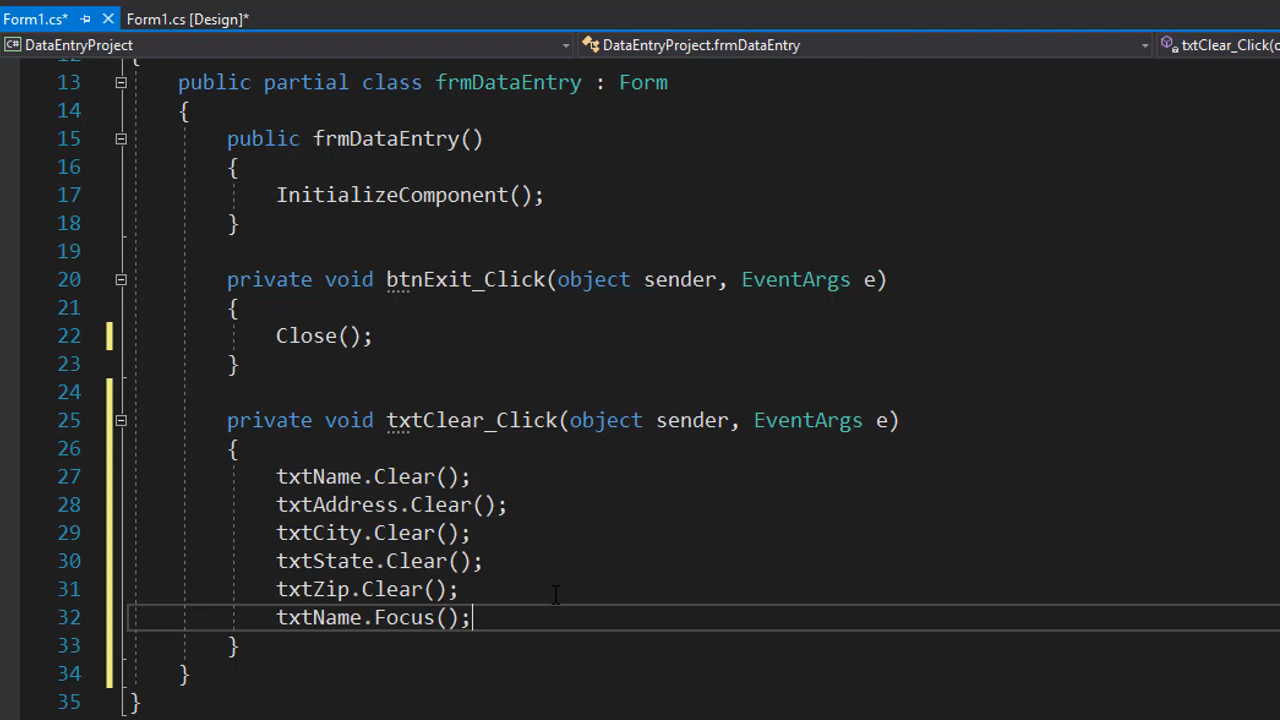 Form1.cs*
Form1.cs [Design]*
C# DataEntryProject
DataEntryProject.frmDataEntry
txtClear_Click(o
12 {
13 public partial class frmDataEntry : Form
14 {
15 public frmDataEntry()
16 {
17 InitializeComponent();
18 }
19
20 private void btnExit_Click(object sender, EventArgs e)
21 {
22 Close();
23 }
24
25 private void txtClear_Click(object sender, EventArgs e)
26 {
27 txtName.Clear();
28 txtAddress.Clear();
29 txtCity.Clear();
30 txtState.Clear();
31 txtZip.Clear();
32 txtName.Focus();
33 }
34 }
35 }